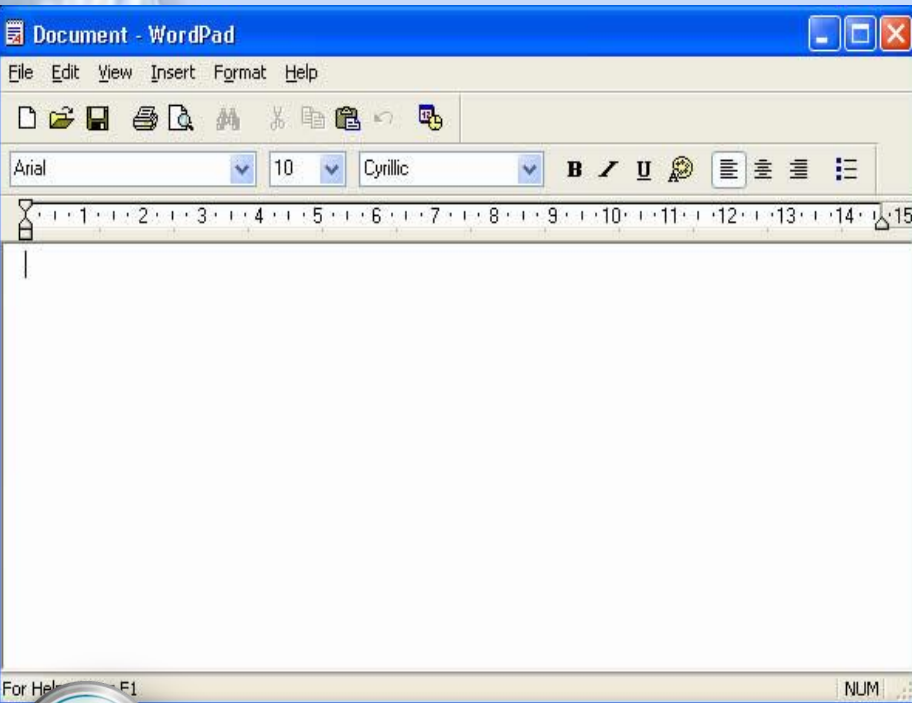 Document - WordPad
File Edit View Insert Format Help
Arial 10 Cyrillic B I U
1 2 3 4 5 6 7 8 9 10 11 12 13 14 15
For F1 NUM